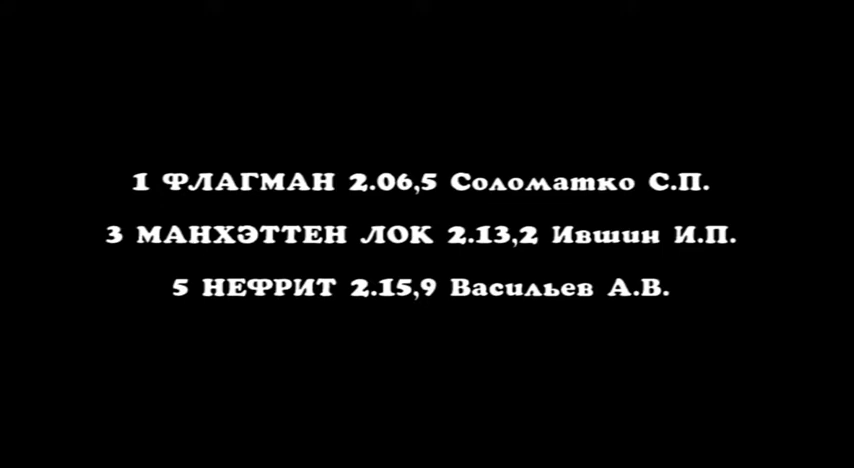 1 ФЛАГМАН 2.06,5 Соломатко С.П.
3 МАНХЭТТЕН ЛОК 2.13,2 Ившин И.П.
5 НЕФРИТ 2.15,9 Васильев А.В.